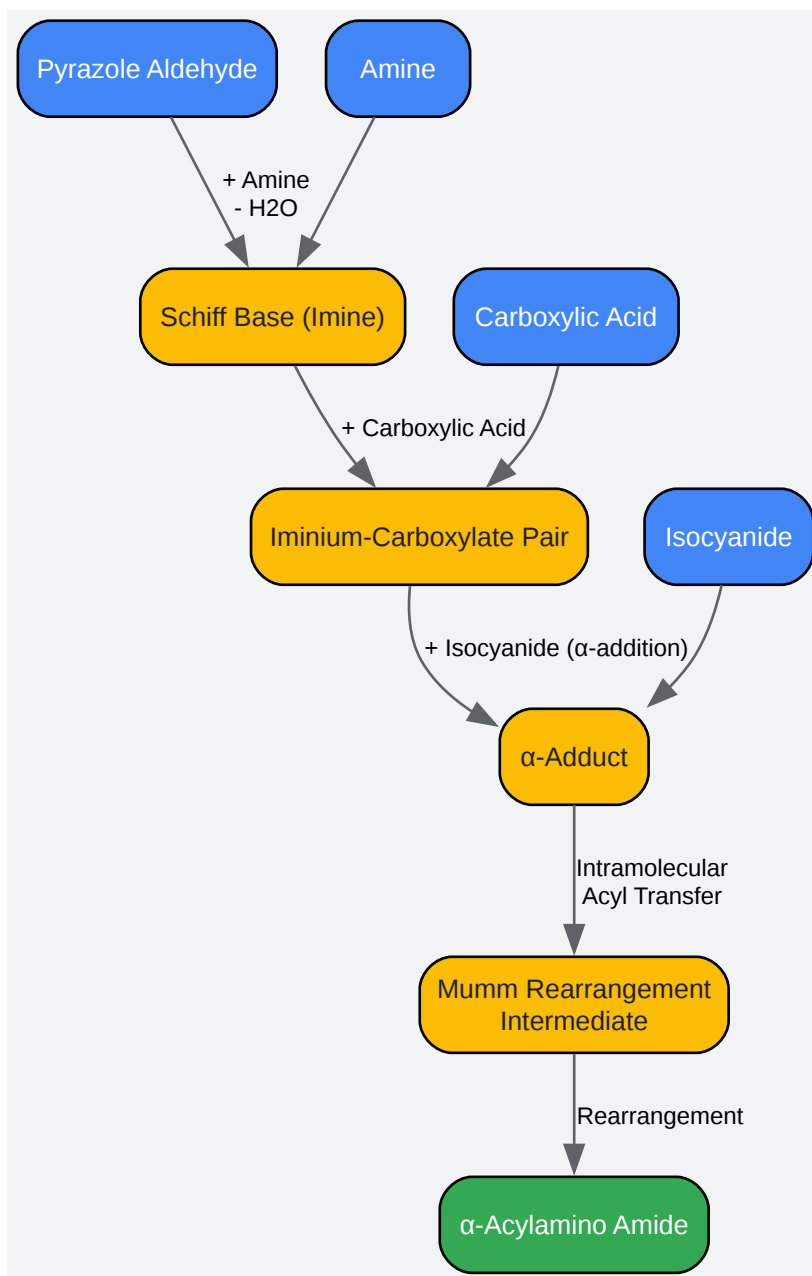 Pyrazole Aldehyde
Amine
+ Amine
- H2O
Schiff Base (Imine)
Carboxylic Acid
+ Carboxylic Acid
Iminium-Carboxylate Pair
Isocyanide
+ Isocyanide (α-addition)
α-Adduct
Intramolecular
Acyl Transfer
Mumm Rearrangement
Intermediate
Rearrangement
α-Acylamino Amide